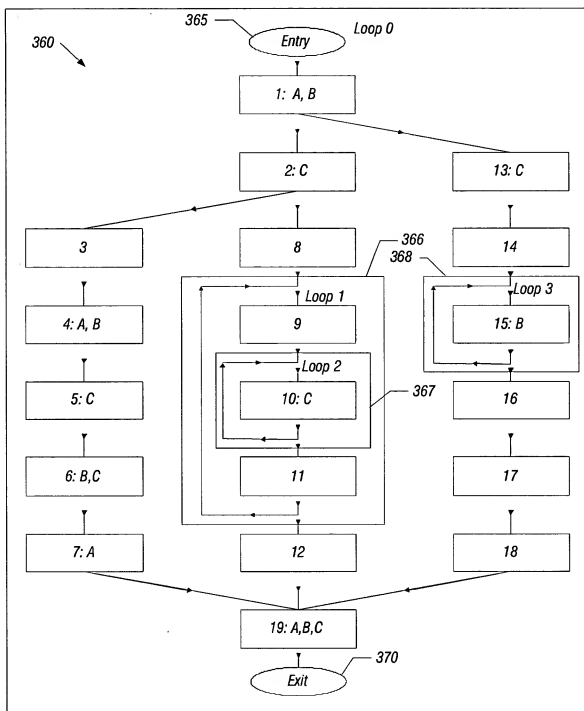 365
Loop 0
360
Entry
1: A, B
2: C
13: C
3
8
14
366
368
Loop 1
Loop 3
4: A, B
9
15: B
Loop 2
367
5: C
10: C
16
6: B,C
11
17
7: A
12
18
19: A,B,C
370
Exit